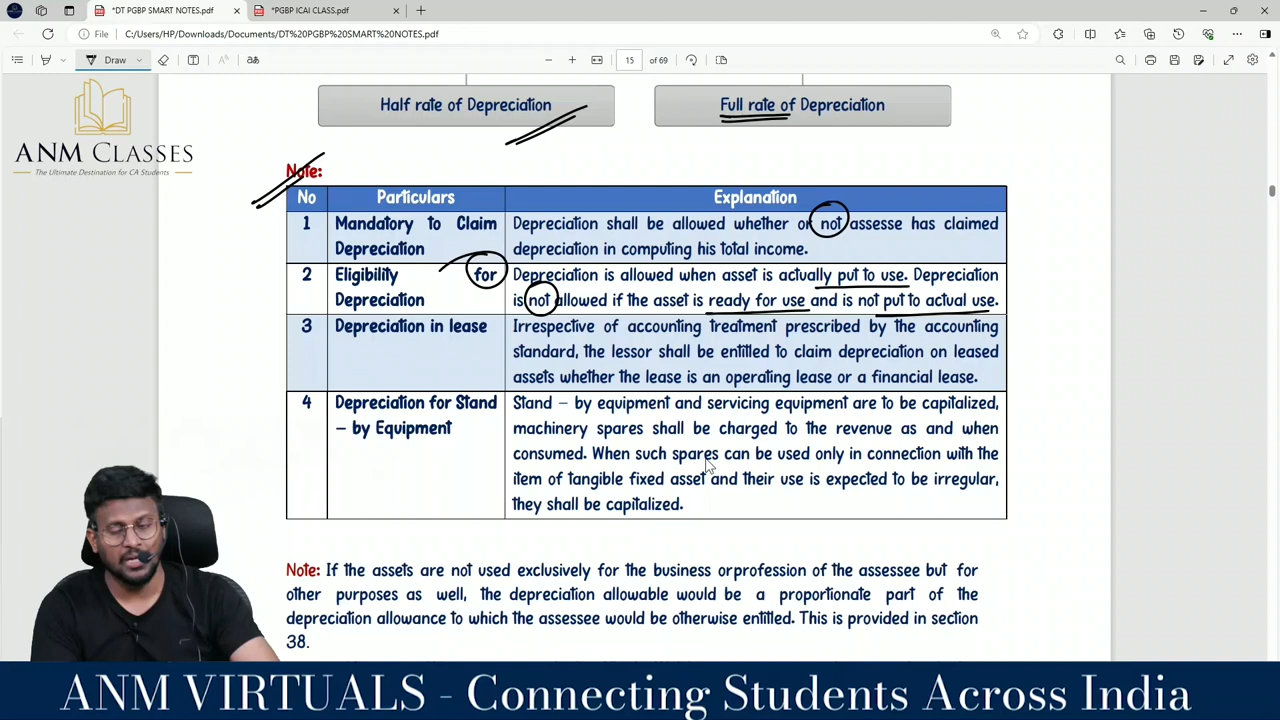 *DT PGBP SMART NOTES.pdf
*PGBP ICAI CLASS.pdf
File
C:/Users/HP/Downloads/Documents/DT%20PGBP%20SMART%20NOTES.pdf
Draw
15 of 69
ANM CLASSES
The Ultimate Destination for CA Students
Half rate of Depreciation
Full rate of Depreciation
Note:
No Particulars Explanation
1 Mandatory to Claim Depreciation shall be allowed whether or not assesse has claimed
Depreciation depreciation in computing his total income.
2 Eligibility for Depreciation is allowed when asset is actually put to use. Depreciation
Depreciation is not allowed if the asset is ready for use and is not put to actual use.
3 Depreciation in lease Irrespective of accounting treatment prescribed by the accounting
standard, the lessor shall be entitled to claim depreciation on leased
assets whether the lease is an operating lease or a financial lease.
4 Depreciation for Stand Stand – by equipment and servicing equipment are to be capitalized,
– by Equipment machinery spares shall be charged to the revenue as and when
consumed. When such spares can be used only in connection with the
item of tangible fixed asset and their use is expected to be irregular,
they shall be capitalized.
Note: If the assets are not used exclusively for the business orprofession of the assessee but for
other purposes as well, the depreciation allowable would be a proportionate part of the
depreciation allowance to which the assessee would be otherwise entitled. This is provided in section
38.
ANM VIRTUALS - Connecting Students Across India